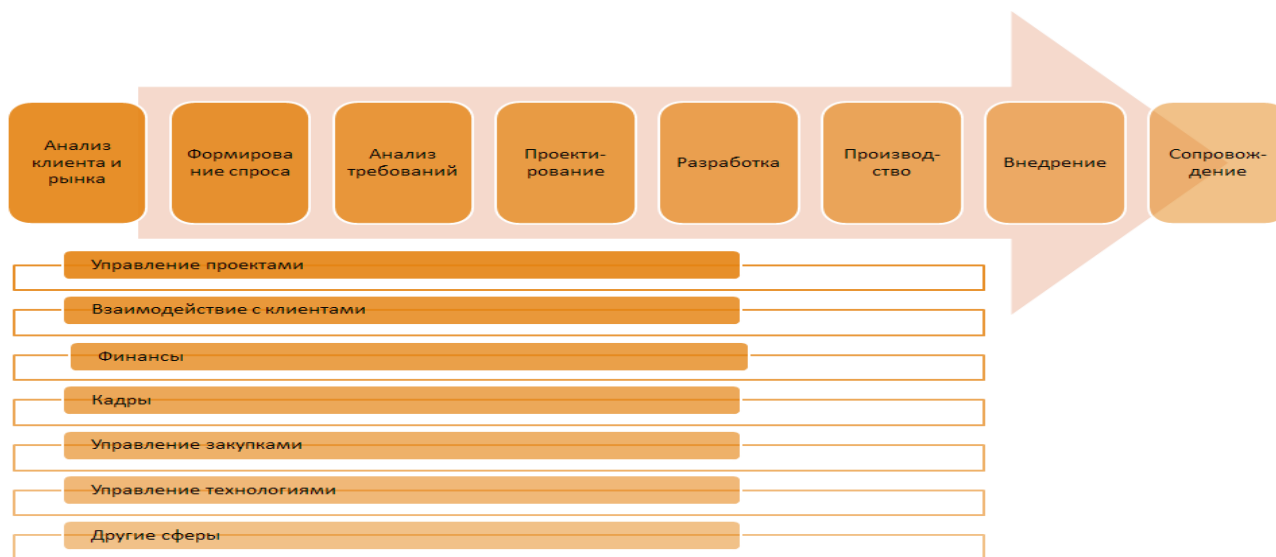 Анализ
клиента и
рынка
Формирова
ние спроса
Анализ
требований
Проекти-
рование
Разработка
Производ-
ство
Внедрение
Сопровож-
дение
Управление проектами
Взаимодействие с клиентами
Финансы
Кадры
Управление закупками
Управление технологиями
Другие сферы